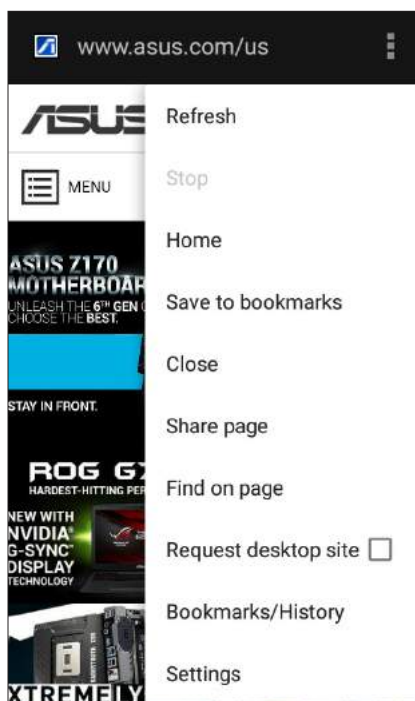 www.asus.com/us
ASUS
Refresh
MENU
Stop
Home
ASUS Z170
MOTHERBOAR
UNLEASH THE 6TH GEN
CHOOSE THE BEST.
Save to bookmarks
Close
STAY IN FRONT.
Share page
ROG
HARDEST-HITTING PER
Find on page
NEW WITH
NVIDIA®
G-SYNC™
DISPLAY
TECHNOLOGY
Request desktop site
Bookmarks/History
Settings
XTREMELY